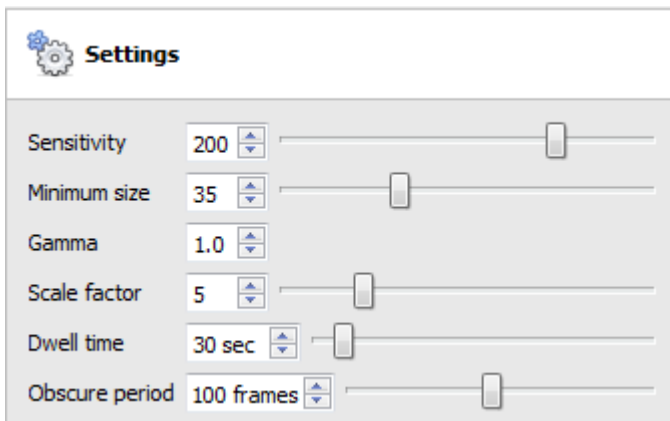 Settings
Sensitivity 200
Minimum size 35
Gamma 1.0
Scale factor 5
Dwell time 30 sec
Obscure period 100 frames